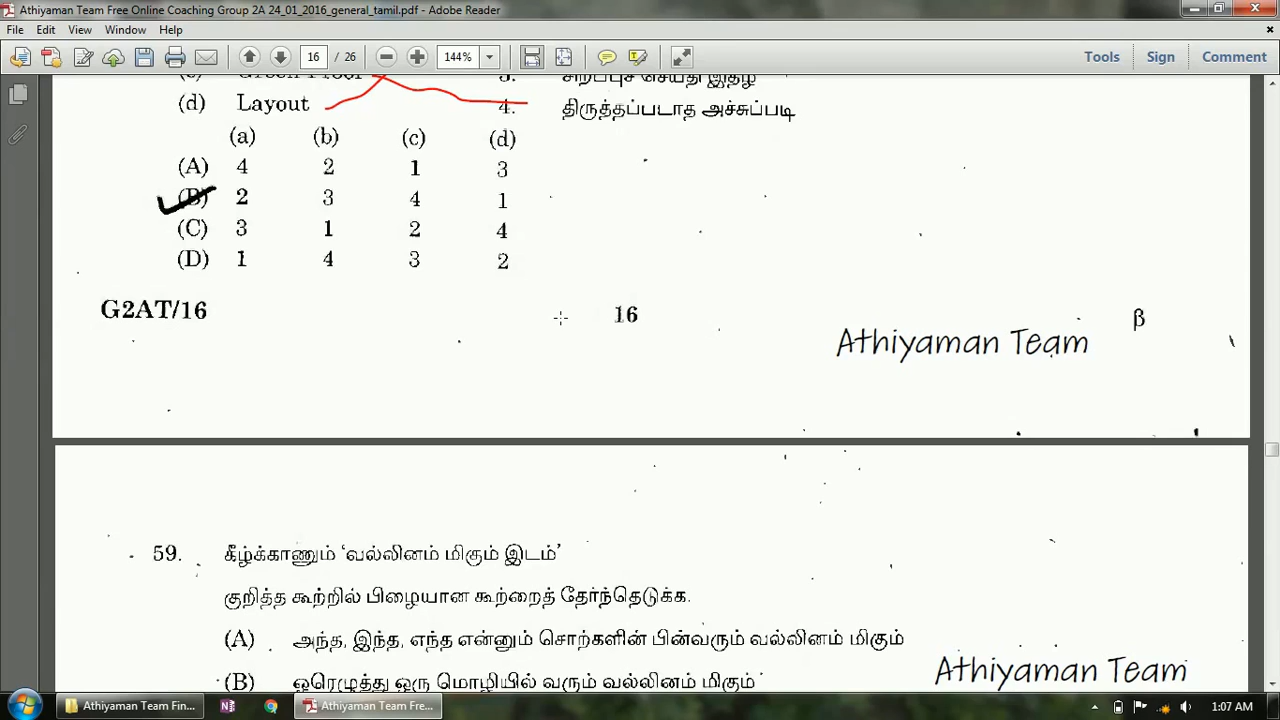 Athiyaman Team Free Online Coaching Group 2A 24_01_2016_general_tamil.pdf - Adobe Reader
File Edit View Window Help
16 / 26 144% Tools Sign Comment
சிறப்புச் செய்தி இதழ்
(d) Layout 4. திருத்தப்படாத அச்சுப்படி
(a) (b) (c) (d)
(A) 4 2 1 3
(B) 2 3 4 1
(C) 3 1 2 4
(D) 1 4 3 2
G2AT/16 16 β
Athiyaman Team
59. கீழ்க்காணும் ‘வல்லினம் மிகும் இடம்’
குறித்த கூற்றில் பிழையான கூற்றைத் தேர்ந்தெடுக்க.
(A) அந்த, இந்த, எந்த என்னும் சொற்களின் பின்வரும் வல்லினம் மிகும்
(B) ஒரெழுத்து ஒரு மொழியில் வரும் வல்லினம் மிகும்
Athiyaman Team
Athiyaman Team Fin... Athiyaman Team Fre... 1:07 AM